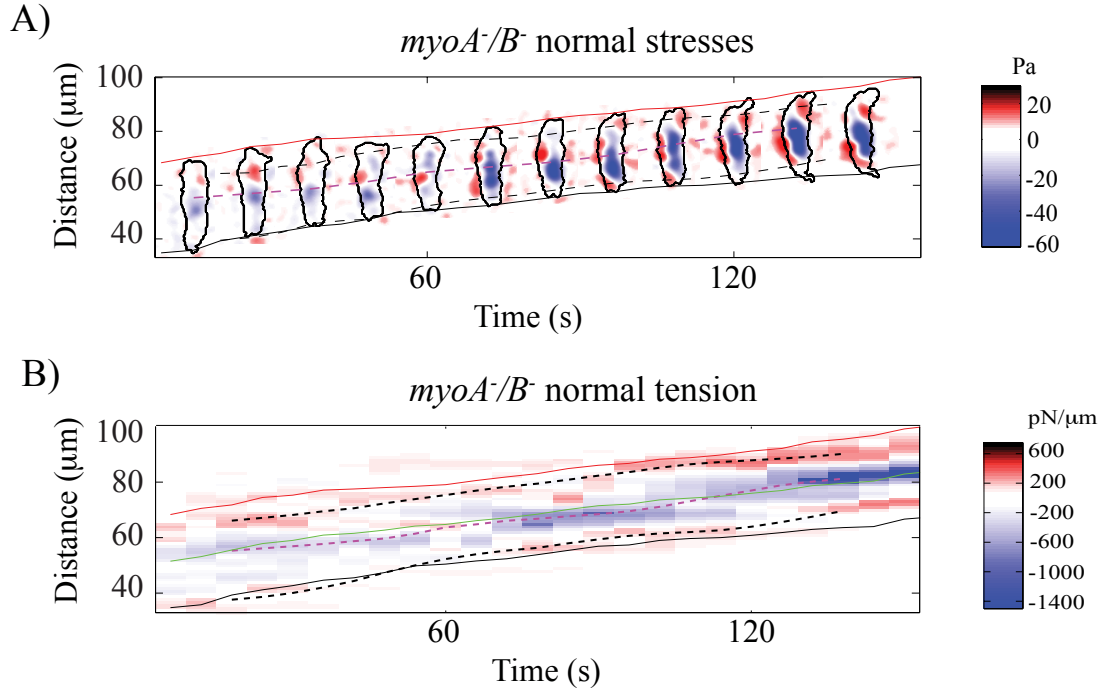 A)
myoA-/B- normal stresses
Distance (μm)
100
80
60
40
60
120
Time (s)
Pa
20
0
-20
-40
-60
B)
myoA-/B- normal tension
Distance (μm)
100
80
60
40
60
120
Time (s)
pN/μm
600
200
-200
-600
-1000
-1400